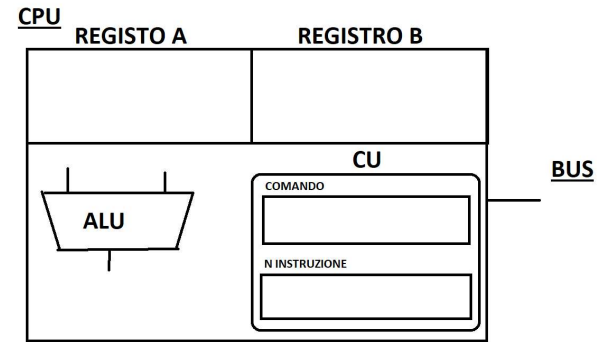 CPU
REGISTO A
REGISTRO B
CU
BUS
COMANDO
ALU
N INSTRUZIONE